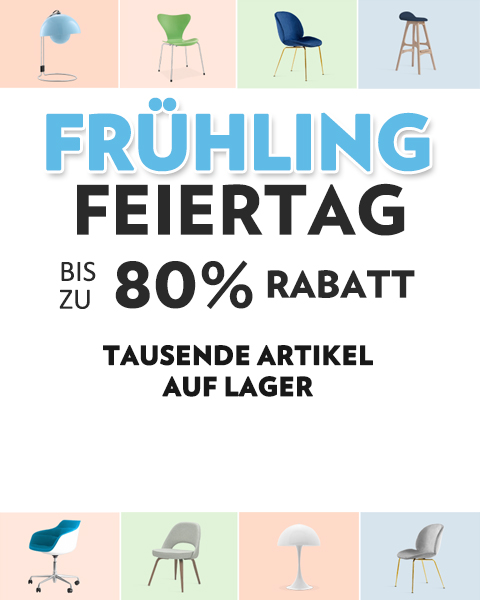 FRÜHLING
FEIERTAG
BIS ZU 80% RABATT
TAUSENDE ARTIKEL
AUF LAGER